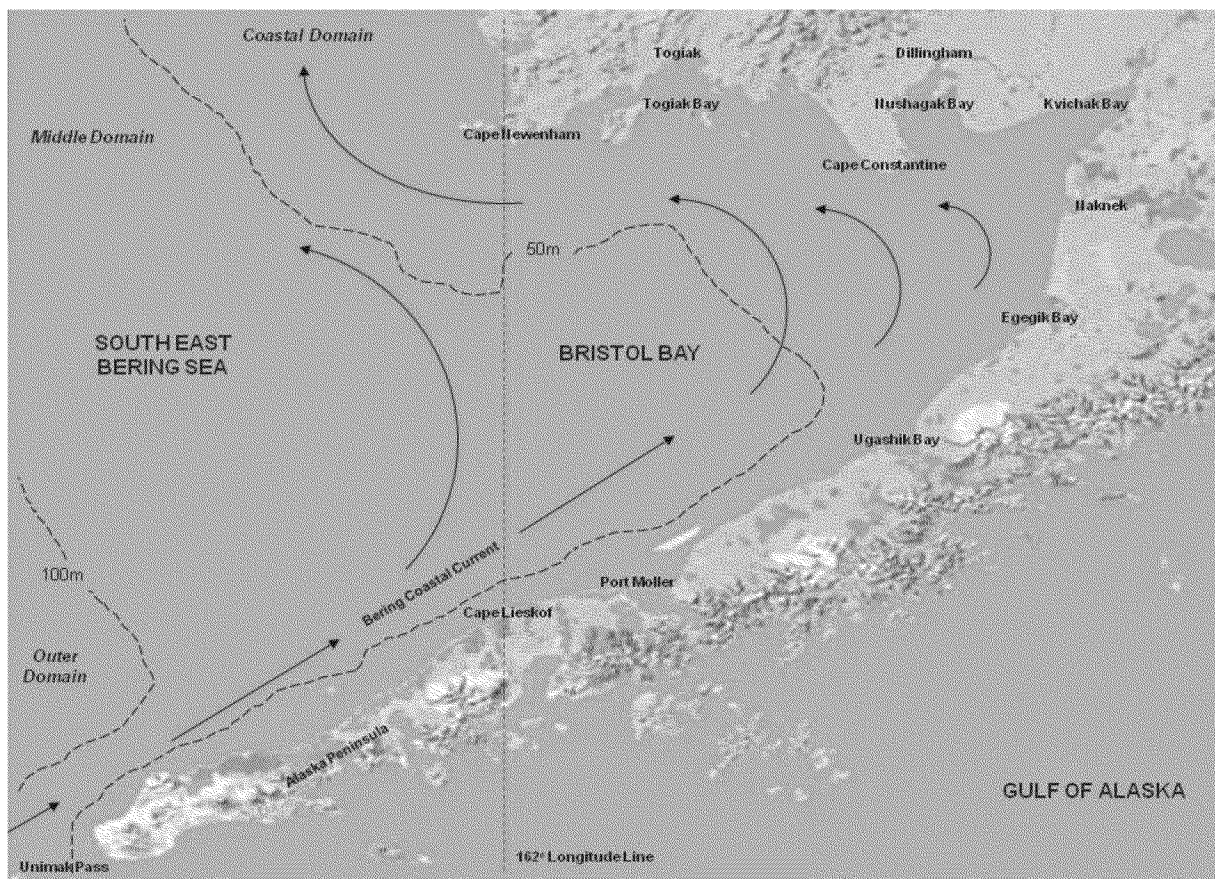 Coastal Domain
Togiak
Dillingham
Middle Domain
Togiak Bay
Nushagak Bay
Kvichak Bay
Cape Newenham
Cape Constantine
Naknek
50m
Egegik Bay
SOUTH EAST
BERING SEA
BRISTOL BAY
Ugashik Bay
100m
Bering Coastal Current
Port Moller
Cape Lieskof
Outer
Domain
Alaska Peninsula
GULF OF ALASKA
162° Longitude Line
Unimak Pass